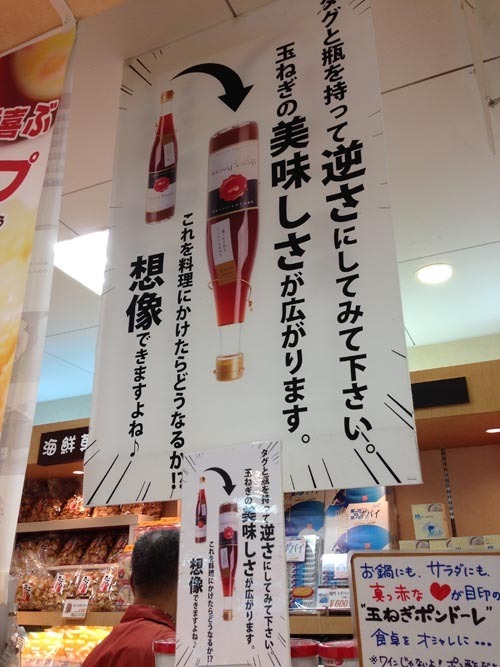 タグと瓶を持って逆さにしてみて下さい。
玉ねぎの美味しさが広がります。
これを料理にかけたらどうなるか!?
想像できますよね♪
喜ぶ
プ
海鮮
タグと瓶を持って逆さにしてみて下さい。
玉ねぎの美味しさが広がります。
これを料理にかけたらどうなるか!?
想像できますよね♪
パイ
¥600
お鍋にも、サラダにも、
真っ赤な♥が目印の
"玉ねぎポンドーレ"
食卓をオシャレに…